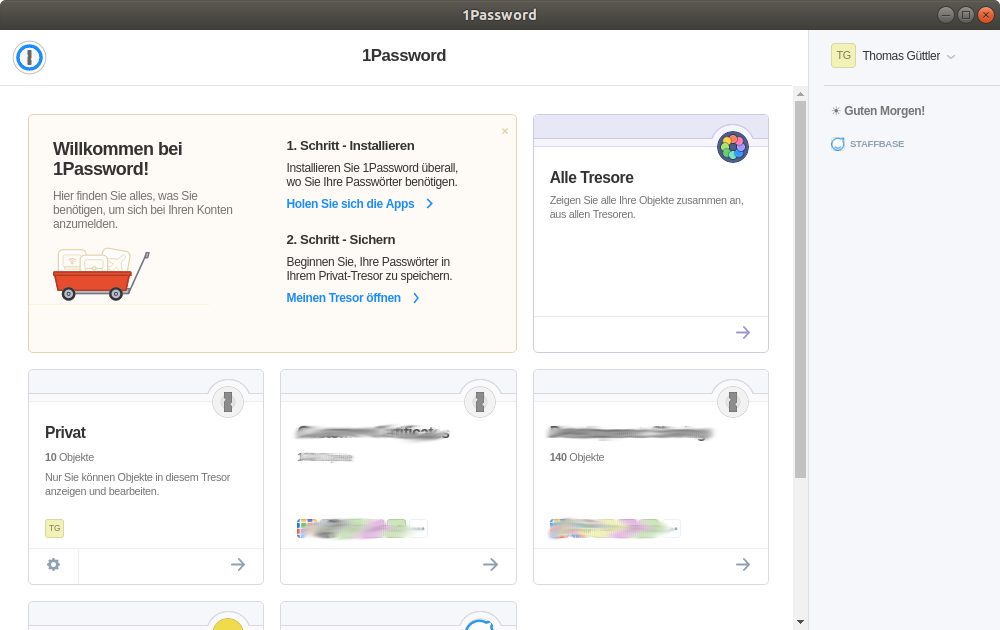 1Password
1Password
TG Thomas Güttler
☀ Guten Morgen!
STAFFBASE
Willkommen bei
1Password!
Hier finden Sie alles, was Sie
benötigen, um sich bei Ihren Konten
anzumelden.
1. Schritt - Installieren
Installieren Sie 1Password überall,
wo Sie Ihre Passwörter benötigen.
Holen Sie sich die Apps
2. Schritt - Sichern
Beginnen Sie, Ihre Passwörter in
Ihrem Privat-Tresor zu speichern.
Meinen Tresor öffnen
Alle Tresore
Zeigen Sie alle Ihre Objekte zusammen an,
aus allen Tresoren.
Privat
10 Objekte
Nur Sie können Objekte in diesem Tresor
anzeigen und bearbeiten.
TG
140 Objekte